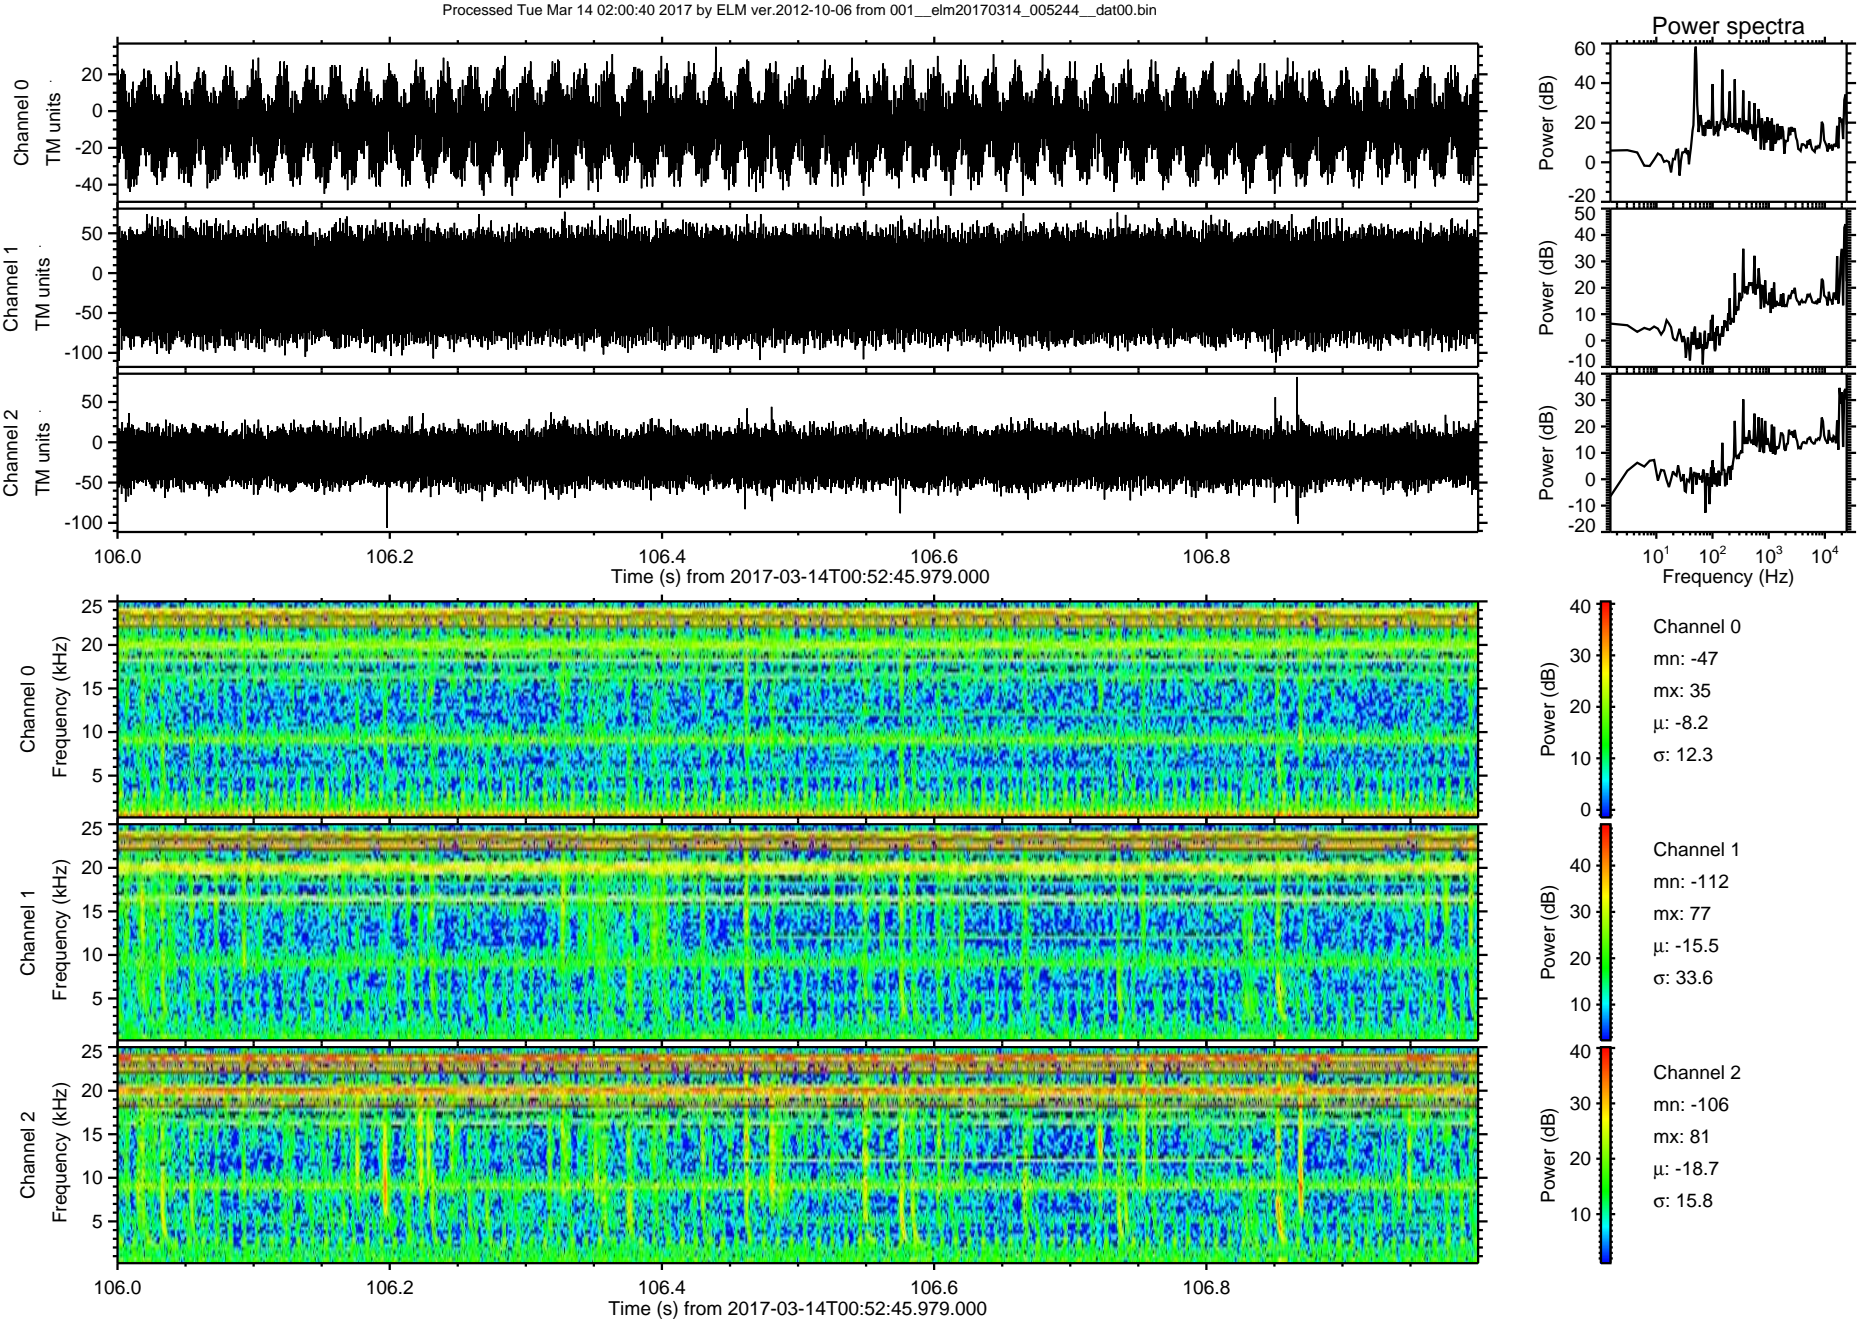 Processed Tue Mar 14 02:00:40 2017 by ELM ver.2012-10-06 from 001__elm20170314_005244__dat00.bin
Power spectra
Channel 0
TM units
20
0
-20
-40
Power (dB)
60
40
20
0
-20
Channel 1
TM units
50
0
-50
-100
Power (dB)
50
40
30
20
10
0
-10
Channel 2
TM units
50
0
-50
-100
Power (dB)
40
30
20
10
0
-10
-20
106.0 106.2 106.4 106.6 106.8
Time (s) from 2017-03-14T00:52:45.979.000
10^1 10^2 10^3 10^4
Frequency (Hz)
Channel 0
Frequency (kHz)
25
20
15
10
5
Power (dB)
40
30
20
10
0
Channel 0
mn: -47
mx: 35
μ: -8.2
σ: 12.3
Channel 1
Frequency (kHz)
25
20
15
10
5
Power (dB)
40
30
20
10
Channel 1
mn: -112
mx: 77
μ: -15.5
σ: 33.6
Channel 2
Frequency (kHz)
25
20
15
10
5
Power (dB)
40
30
20
10
Channel 2
mn: -106
mx: 81
μ: -18.7
σ: 15.8
106.0 106.2 106.4 106.6 106.8
Time (s) from 2017-03-14T00:52:45.979.000